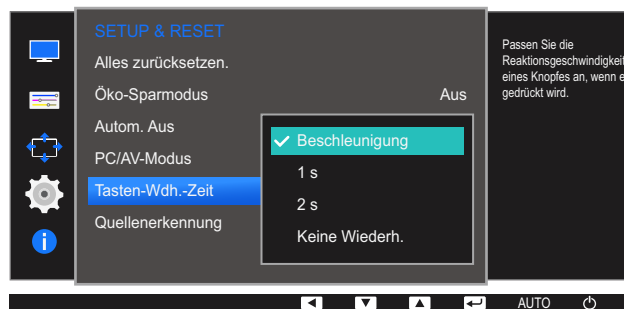 SETUP & RESET
Alles zurücksetzen.
Öko-Sparmodus Aus
Autom. Aus
PC/AV-Modus
Tasten-Wdh.-Zeit
Quellenerkennung
Beschleunigung
1 s
2 s
Keine Wiederh.
Passen Sie die
Reaktionsgeschwindigkeit
eines Knopfes an, wenn e
gedrückt wird.
AUTO